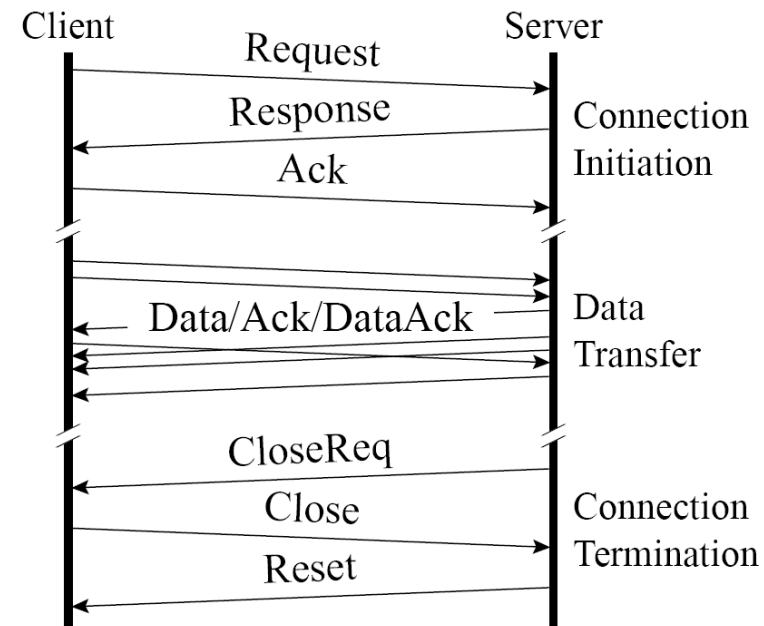 Client
Server
Request
Response
Connection
Initiation
Ack
Data/Ack/DataAck
Data
Transfer
CloseReq
Close
Connection
Termination
Reset